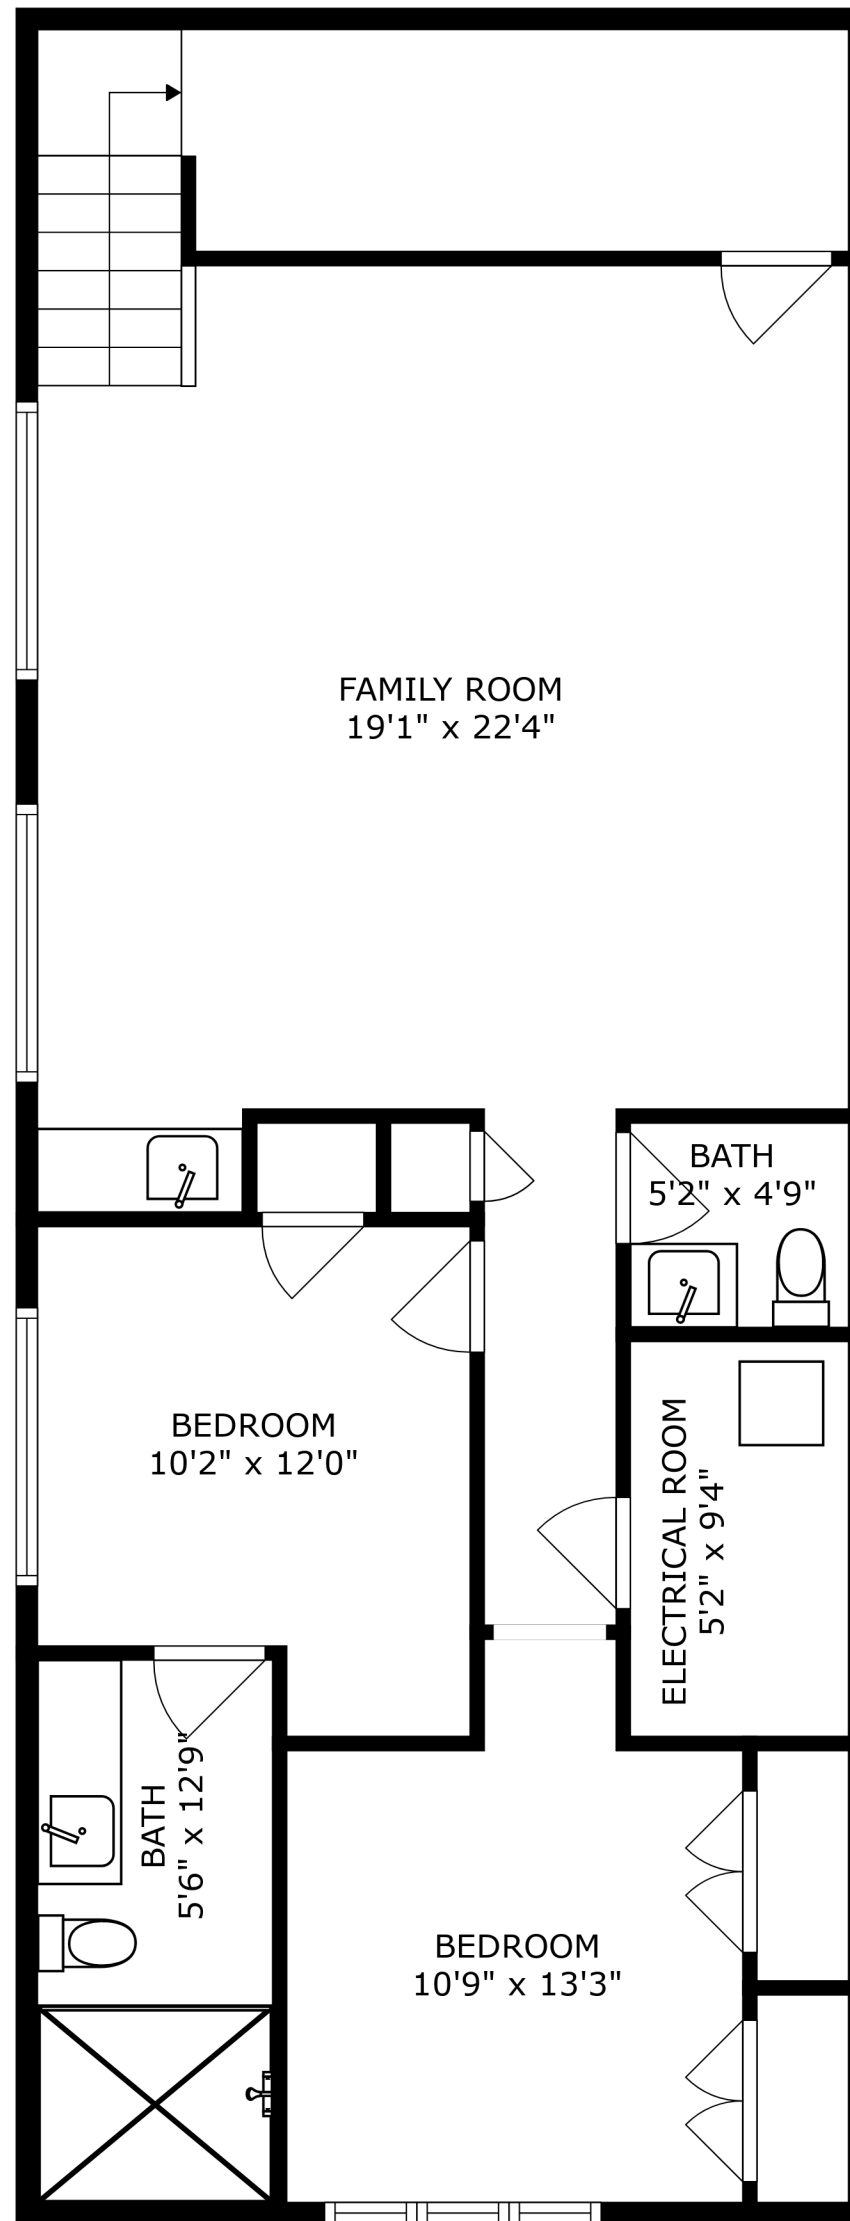 FAMILY ROOM
19'1" x 22'4"
BATH
5'2" x 4'9"
BEDROOM
10'2" x 12'0"
ELECTRICAL ROOM
5'2" x 9'4"
BATH
5'6" x 12'9"
BEDROOM
10'9" x 13'3"